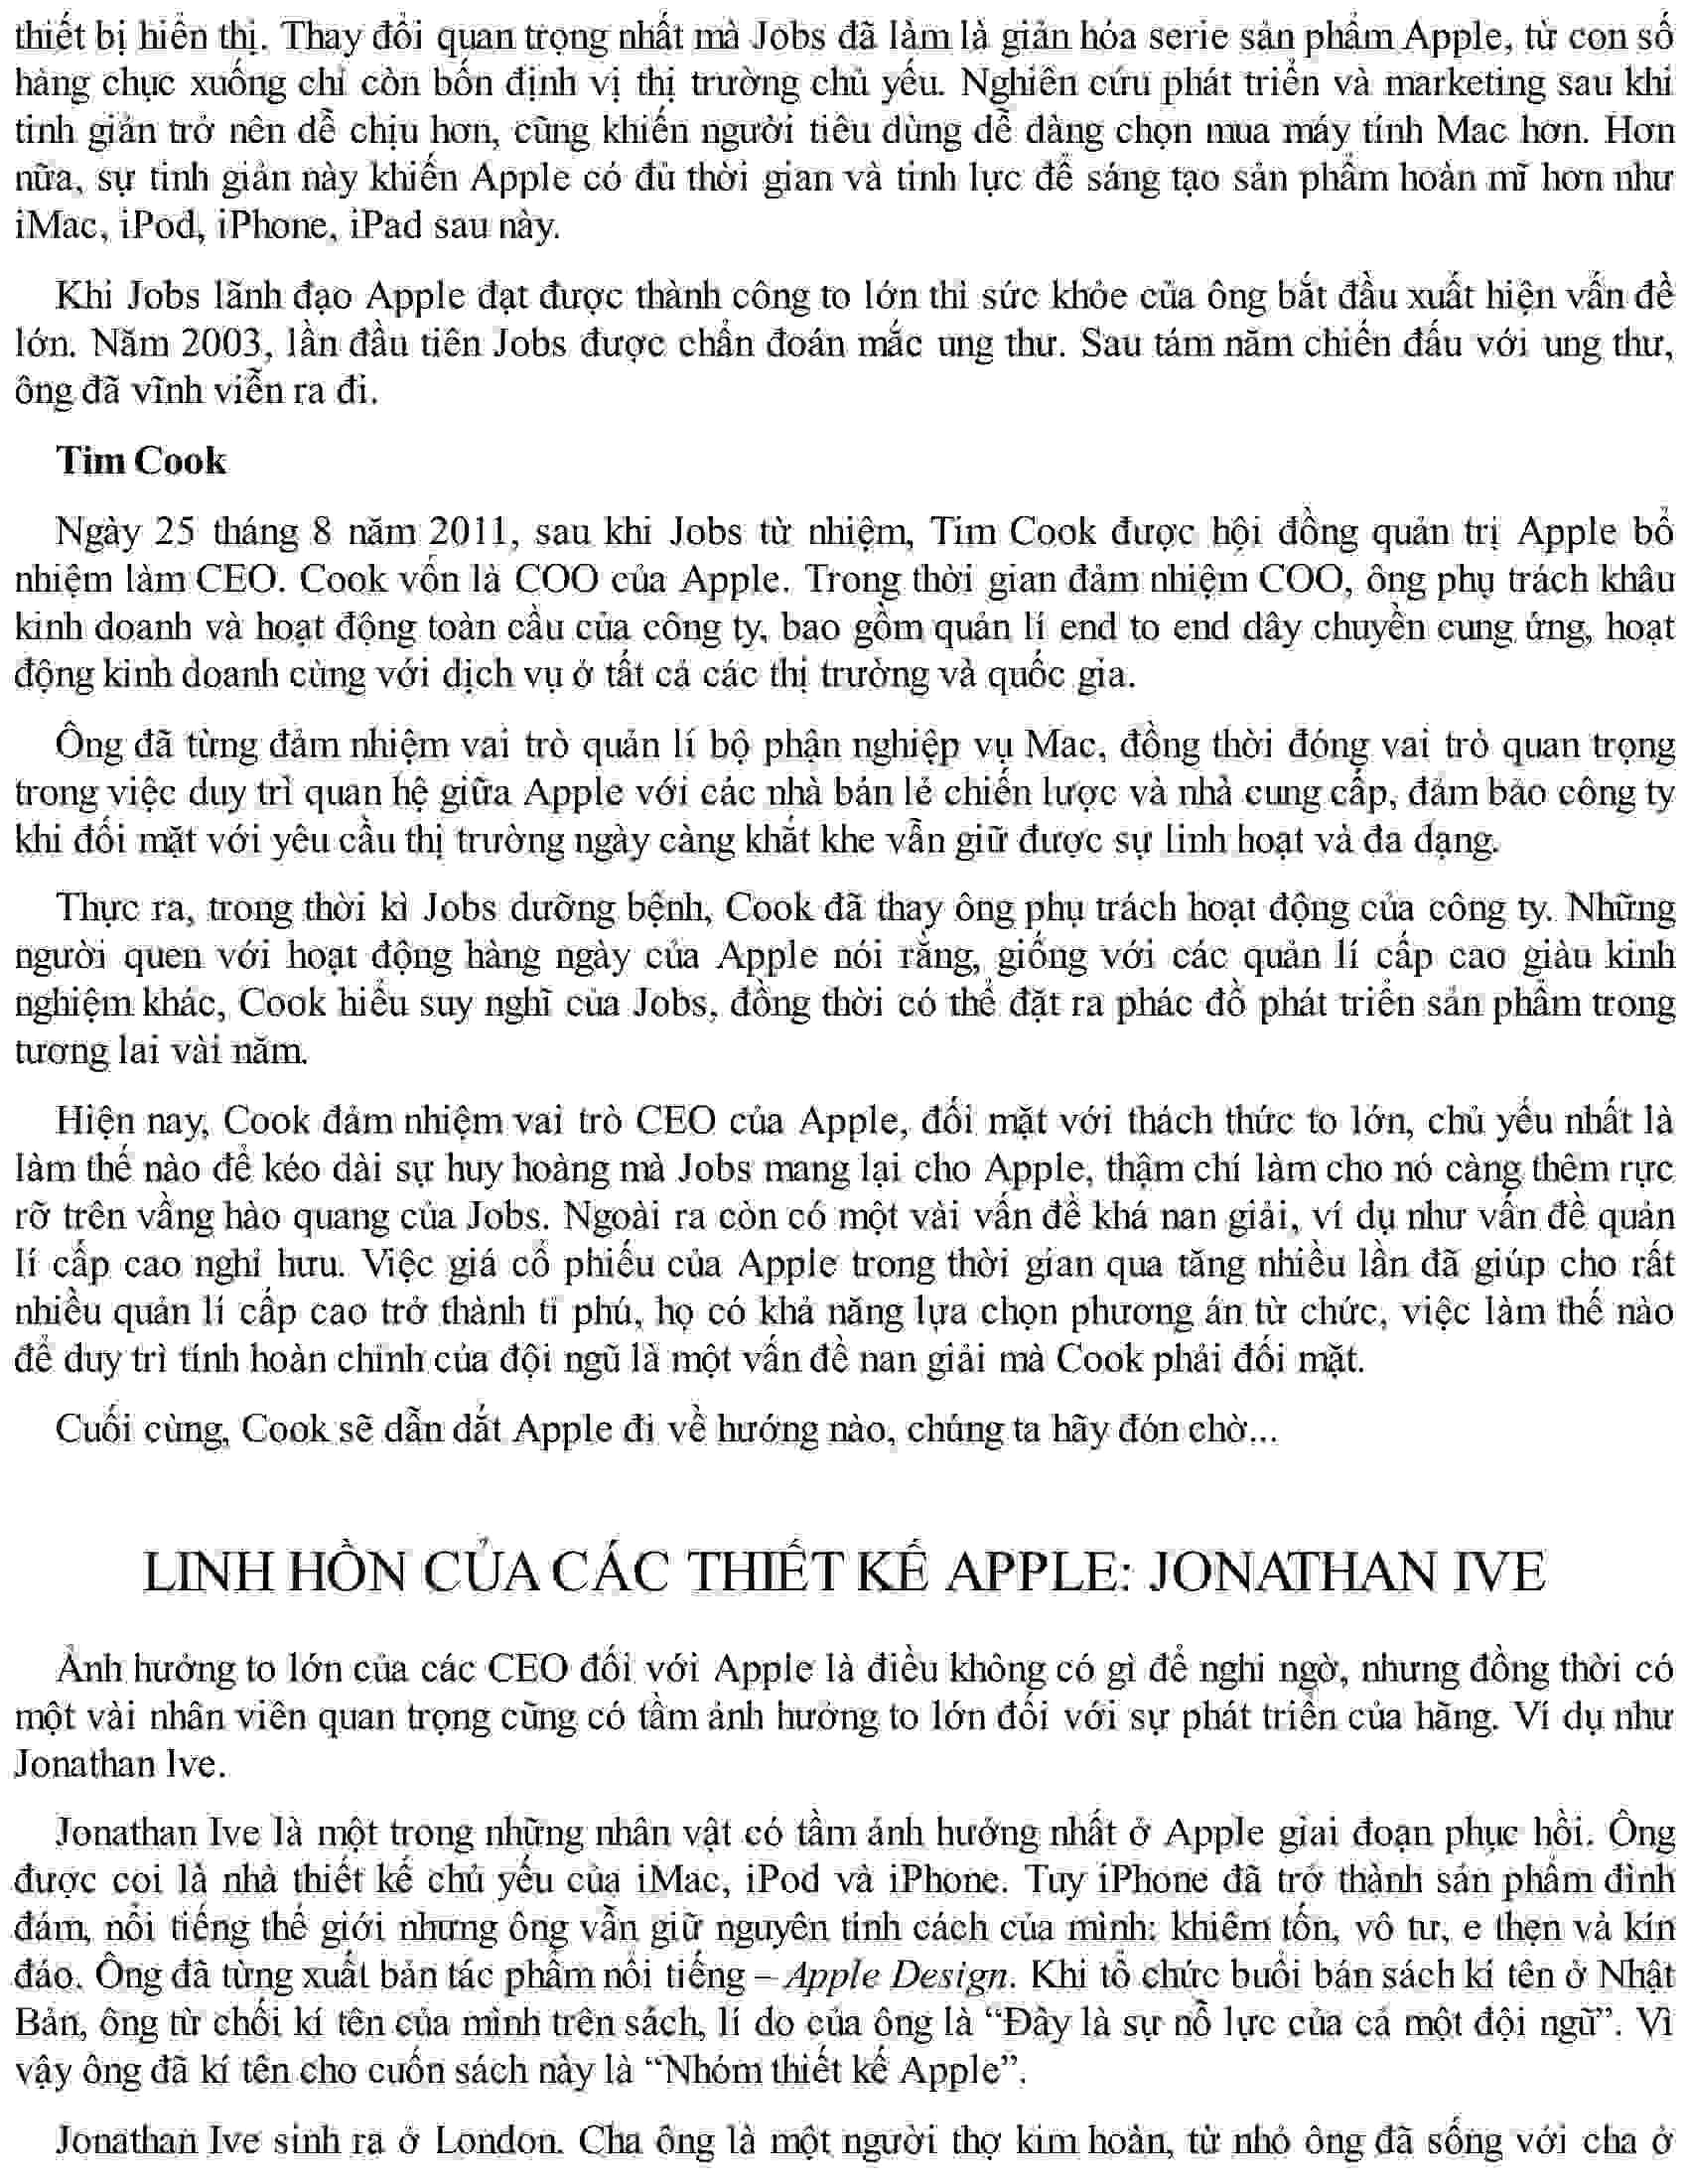 thiết bị hiển thị. Thay đổi quan trọng nhất mà Jobs đã làm là giản hóa serie sản phẩm Apple, từ con số
hàng chục xuống chỉ còn bốn định vị thị trường chủ yếu. Nghiên cứu phát triển và marketing sau khi
tinh giản trở nên dễ chịu hơn, cũng khiến người tiêu dùng dễ dàng chọn mua máy tính Mac hơn. Hơn
nữa, sự tinh giản này khiến Apple có đủ thời gian và tinh lực để sáng tạo sản phẩm hoàn mĩ hơn như
iMac, iPod, iPhone, iPad sau này.
Khi Jobs lãnh đạo Apple đạt được thành công to lớn thì sức khỏe của ông bắt đầu xuất hiện vấn đề
lớn. Năm 2003, lần đầu tiên Jobs được chẩn đoán mắc ung thư. Sau tám năm chiến đấu với ung thư,
ông đã vĩnh viễn ra đi.
Tim Cook
Ngày 25 tháng 8 năm 2011, sau khi Jobs từ nhiệm, Tim Cook được hội đồng quản trị Apple bổ
nhiệm làm CEO. Cook vốn là COO của Apple. Trong thời gian đảm nhiệm COO, ông phụ trách khâu
kinh doanh và hoạt động toàn cầu của công ty, bao gồm quản lí end to end dây chuyền cung ứng, hoạt
động kinh doanh cùng với dịch vụ ở tất cả các thị trường và quốc gia.
Ông đã từng đảm nhiệm vai trò quản lí bộ phận nghiệp vụ Mac, đồng thời đóng vai trò quan trọng
trong việc duy trì quan hệ giữa Apple với các nhà bán lẻ chiến lược và nhà cung cấp, đảm bảo công ty
khi đối mặt với yêu cầu thị trường ngày càng khắt khe vẫn giữ được sự linh hoạt và đa dạng.
Thực ra, trong thời kì Jobs dưỡng bệnh, Cook đã thay ông phụ trách hoạt động của công ty. Những
người quen với hoạt động hàng ngày của Apple nói rằng, giống với các quản lí cấp cao giàu kinh
nghiệm khác, Cook hiểu suy nghĩ của Jobs, đồng thời có thể đặt ra phác đồ phát triển sản phẩm trong
tương lai vài năm.
Hiện nay, Cook đảm nhiệm vai trò CEO của Apple, đối mặt với thách thức to lớn, chủ yếu nhất là
làm thế nào để kéo dài sự huy hoàng mà Jobs mang lại cho Apple, thậm chí làm cho nó càng thêm rực
rỡ trên vầng hào quang của Jobs. Ngoài ra còn có một vài vấn đề khá nan giải, ví dụ như vấn đề quản
lí cấp cao nghỉ hưu. Việc giá cổ phiếu của Apple trong thời gian qua tăng nhiều lần đã giúp cho rất
nhiều quản lí cấp cao trở thành tỉ phú, họ có khả năng lựa chọn phương án từ chức, việc làm thế nào
để duy trì tính hoàn chỉnh của đội ngũ là một vấn đề nan giải mà Cook phải đối mặt.
Cuối cùng, Cook sẽ dẫn dắt Apple đi về hướng nào, chúng ta hãy đón chờ...
LINH HỒN CỦA CÁC THIẾT KẾ APPLE: JONATHAN IVE
Ảnh hưởng to lớn của các CEO đối với Apple là điều không có gì để nghi ngờ, nhưng đồng thời có
một vài nhân viên quan trọng cũng có tầm ảnh hưởng to lớn đối với sự phát triển của hãng. Ví dụ như
Jonathan Ive.
Jonathan Ive là một trong những nhân vật có tầm ảnh hưởng nhất ở Apple giai đoạn phục hồi. Ông
được coi là nhà thiết kế chủ yếu của iMac, iPod và iPhone. Tuy iPhone đã trở thành sản phẩm đình
đám, nổi tiếng thế giới nhưng ông vẫn giữ nguyên tính cách của mình: khiêm tốn, vô tư, e thẹn và kín
đáo. Ông đã từng xuất bản tác phẩm nổi tiếng – Apple Design. Khi tổ chức buổi bán sách kí tên ở Nhật
Bản, ông từ chối kí tên của mình trên sách, lí do của ông là “Đây là sự nỗ lực của cả một đội ngũ”. Vì
vậy ông đã kí tên cho cuốn sách này là “Nhóm thiết kế Apple”.
Jonathan Ive sinh ra ở London. Cha ông là một người thợ kim hoàn, từ nhỏ ông đã sống với cha ở